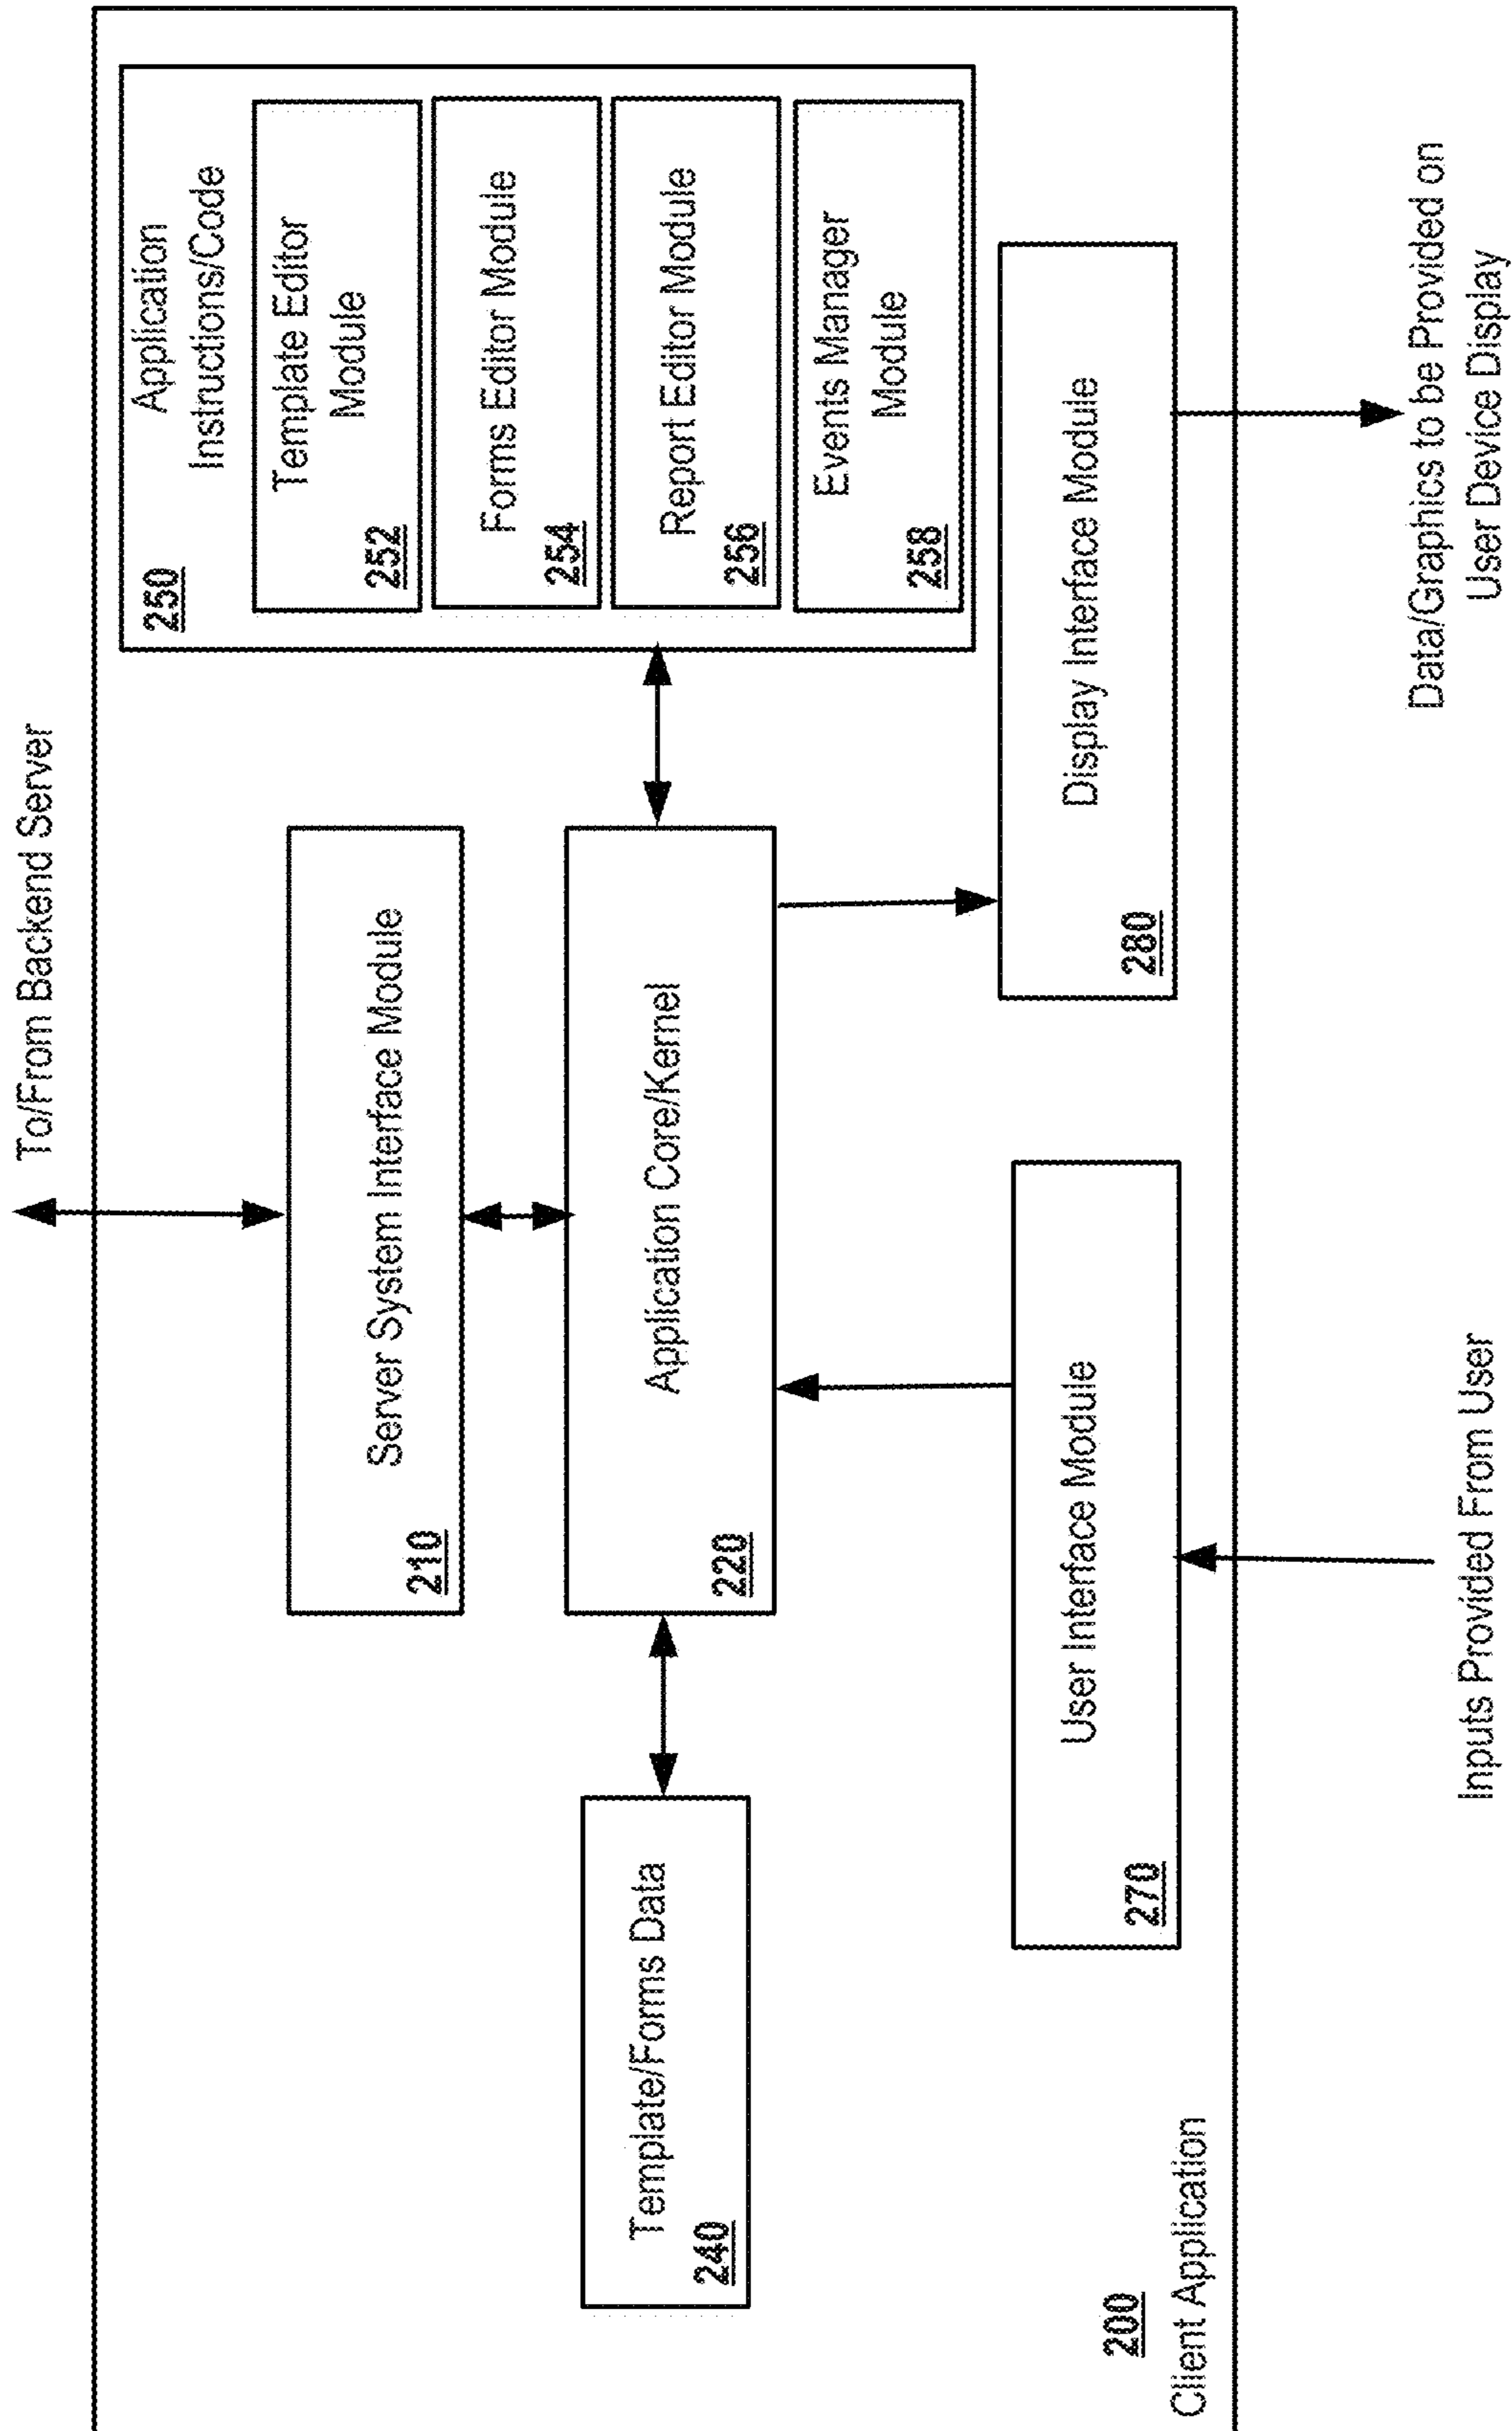 To/From Backend Server
Server System Interface Module
210
Application
Instructions/Code
250
Template Editor
Module
252
Forms Editor Module
254
Report Editor Module
256
Events Manager
Module
258
Template/Forms Data
240
Application Core/Kernel
220
User Interface Module
270
Display Interface Module
280
200
Client Application
Inputs Provided From User
Data/Graphics to be Provided on
User Device Display